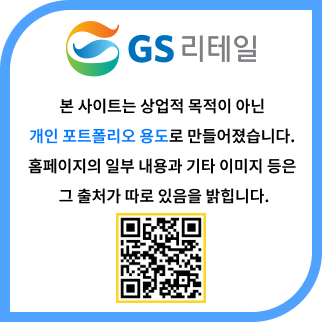 GS 리테일
본 사이트는 상업적 목적이 아닌
개인 포트폴리오 용도로 만들어졌습니다.
홈페이지의 일부 내용과 기타 이미지 등은
그 출처가 따로 있음을 밝힙니다.